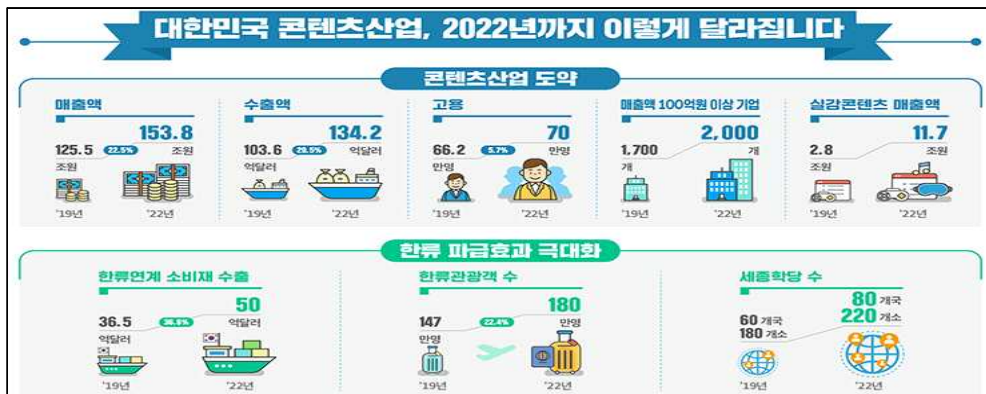 대한민국 콘텐츠산업, 2022년까지 이렇게 달라집니다
콘텐츠산업 도약
매출액
153.8
조원
125.5
조원
22.5%
'19년
'22년
수출액
134.2
억달러
103.6
억달러
29.5%
'19년
'22년
고용
70
만명
66.2
만명
5.7%
'19년
'22년
매출액 100억원 이상 기업
2,000
개
1,700
개
'19년
'22년
실감콘텐츠 매출액
11.7
조원
2.8
조원
'19년
'22년
한류 파급효과 극대화
한류연계 소비재 수출
50
억달러
36.5
억달러
36.9%
'19년
'22년
한류관광객 수
180
만명
147
만명
22.4%
'19년
'22년
세종학당 수
80 개국
220 개소
60 개국
180 개소
'19년
'22년